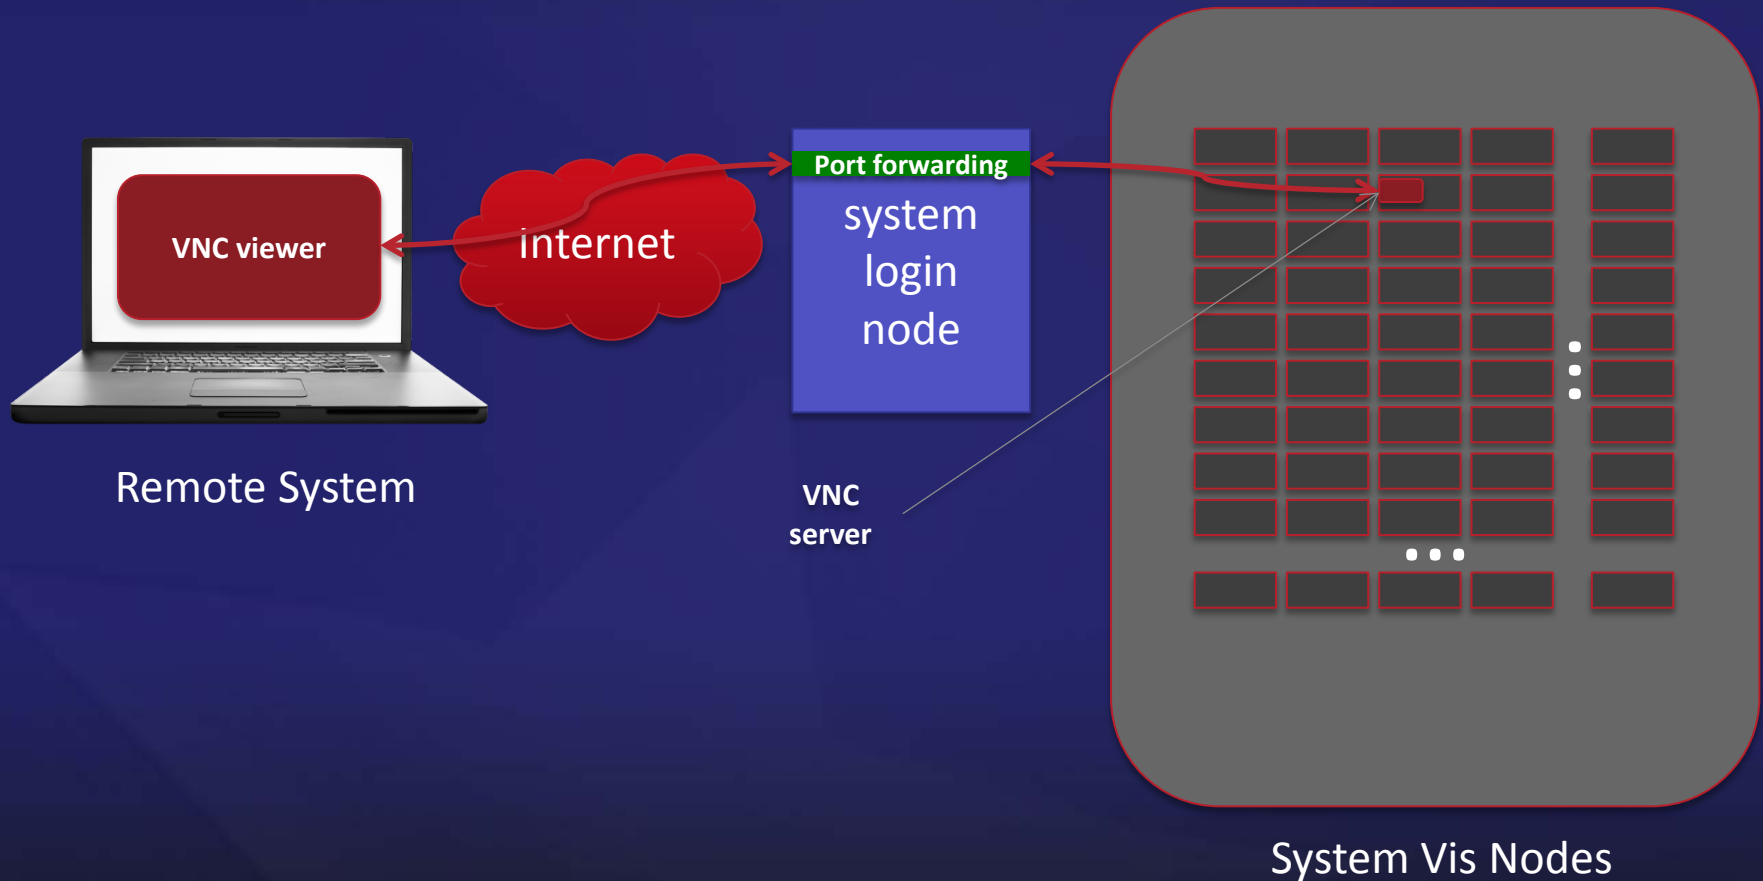 VNC viewer
Internet
Port forwarding
system
login
node
Remote System
VNC
server
System Vis Nodes